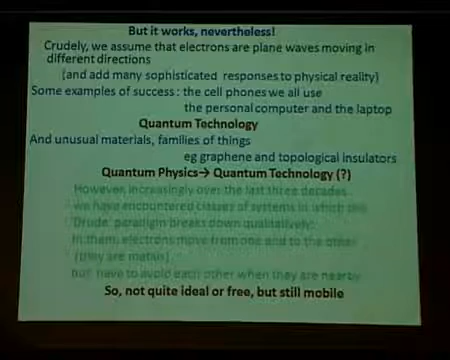 But it works, nevertheless!
Crudely, we assume that electrons are plane waves moving in
different directions
(and add many sophisticated responses to physical reality)
Some examples of success : the cell phones we all use
the personal computer and the laptop
Quantum Technology
And unusual materials, families of things
eg graphene and topological insulators
Quantum Physics→ Quantum Technology (?)
However, increasingly over the last three decades
we have encountered classes of systems in which the
'Drude' paradigm breaks down qualitatively.
In them, electrons move from one end to the other
(they are metals)
but have to avoid each other when they are nearby
So, not quite ideal or free, but still mobile